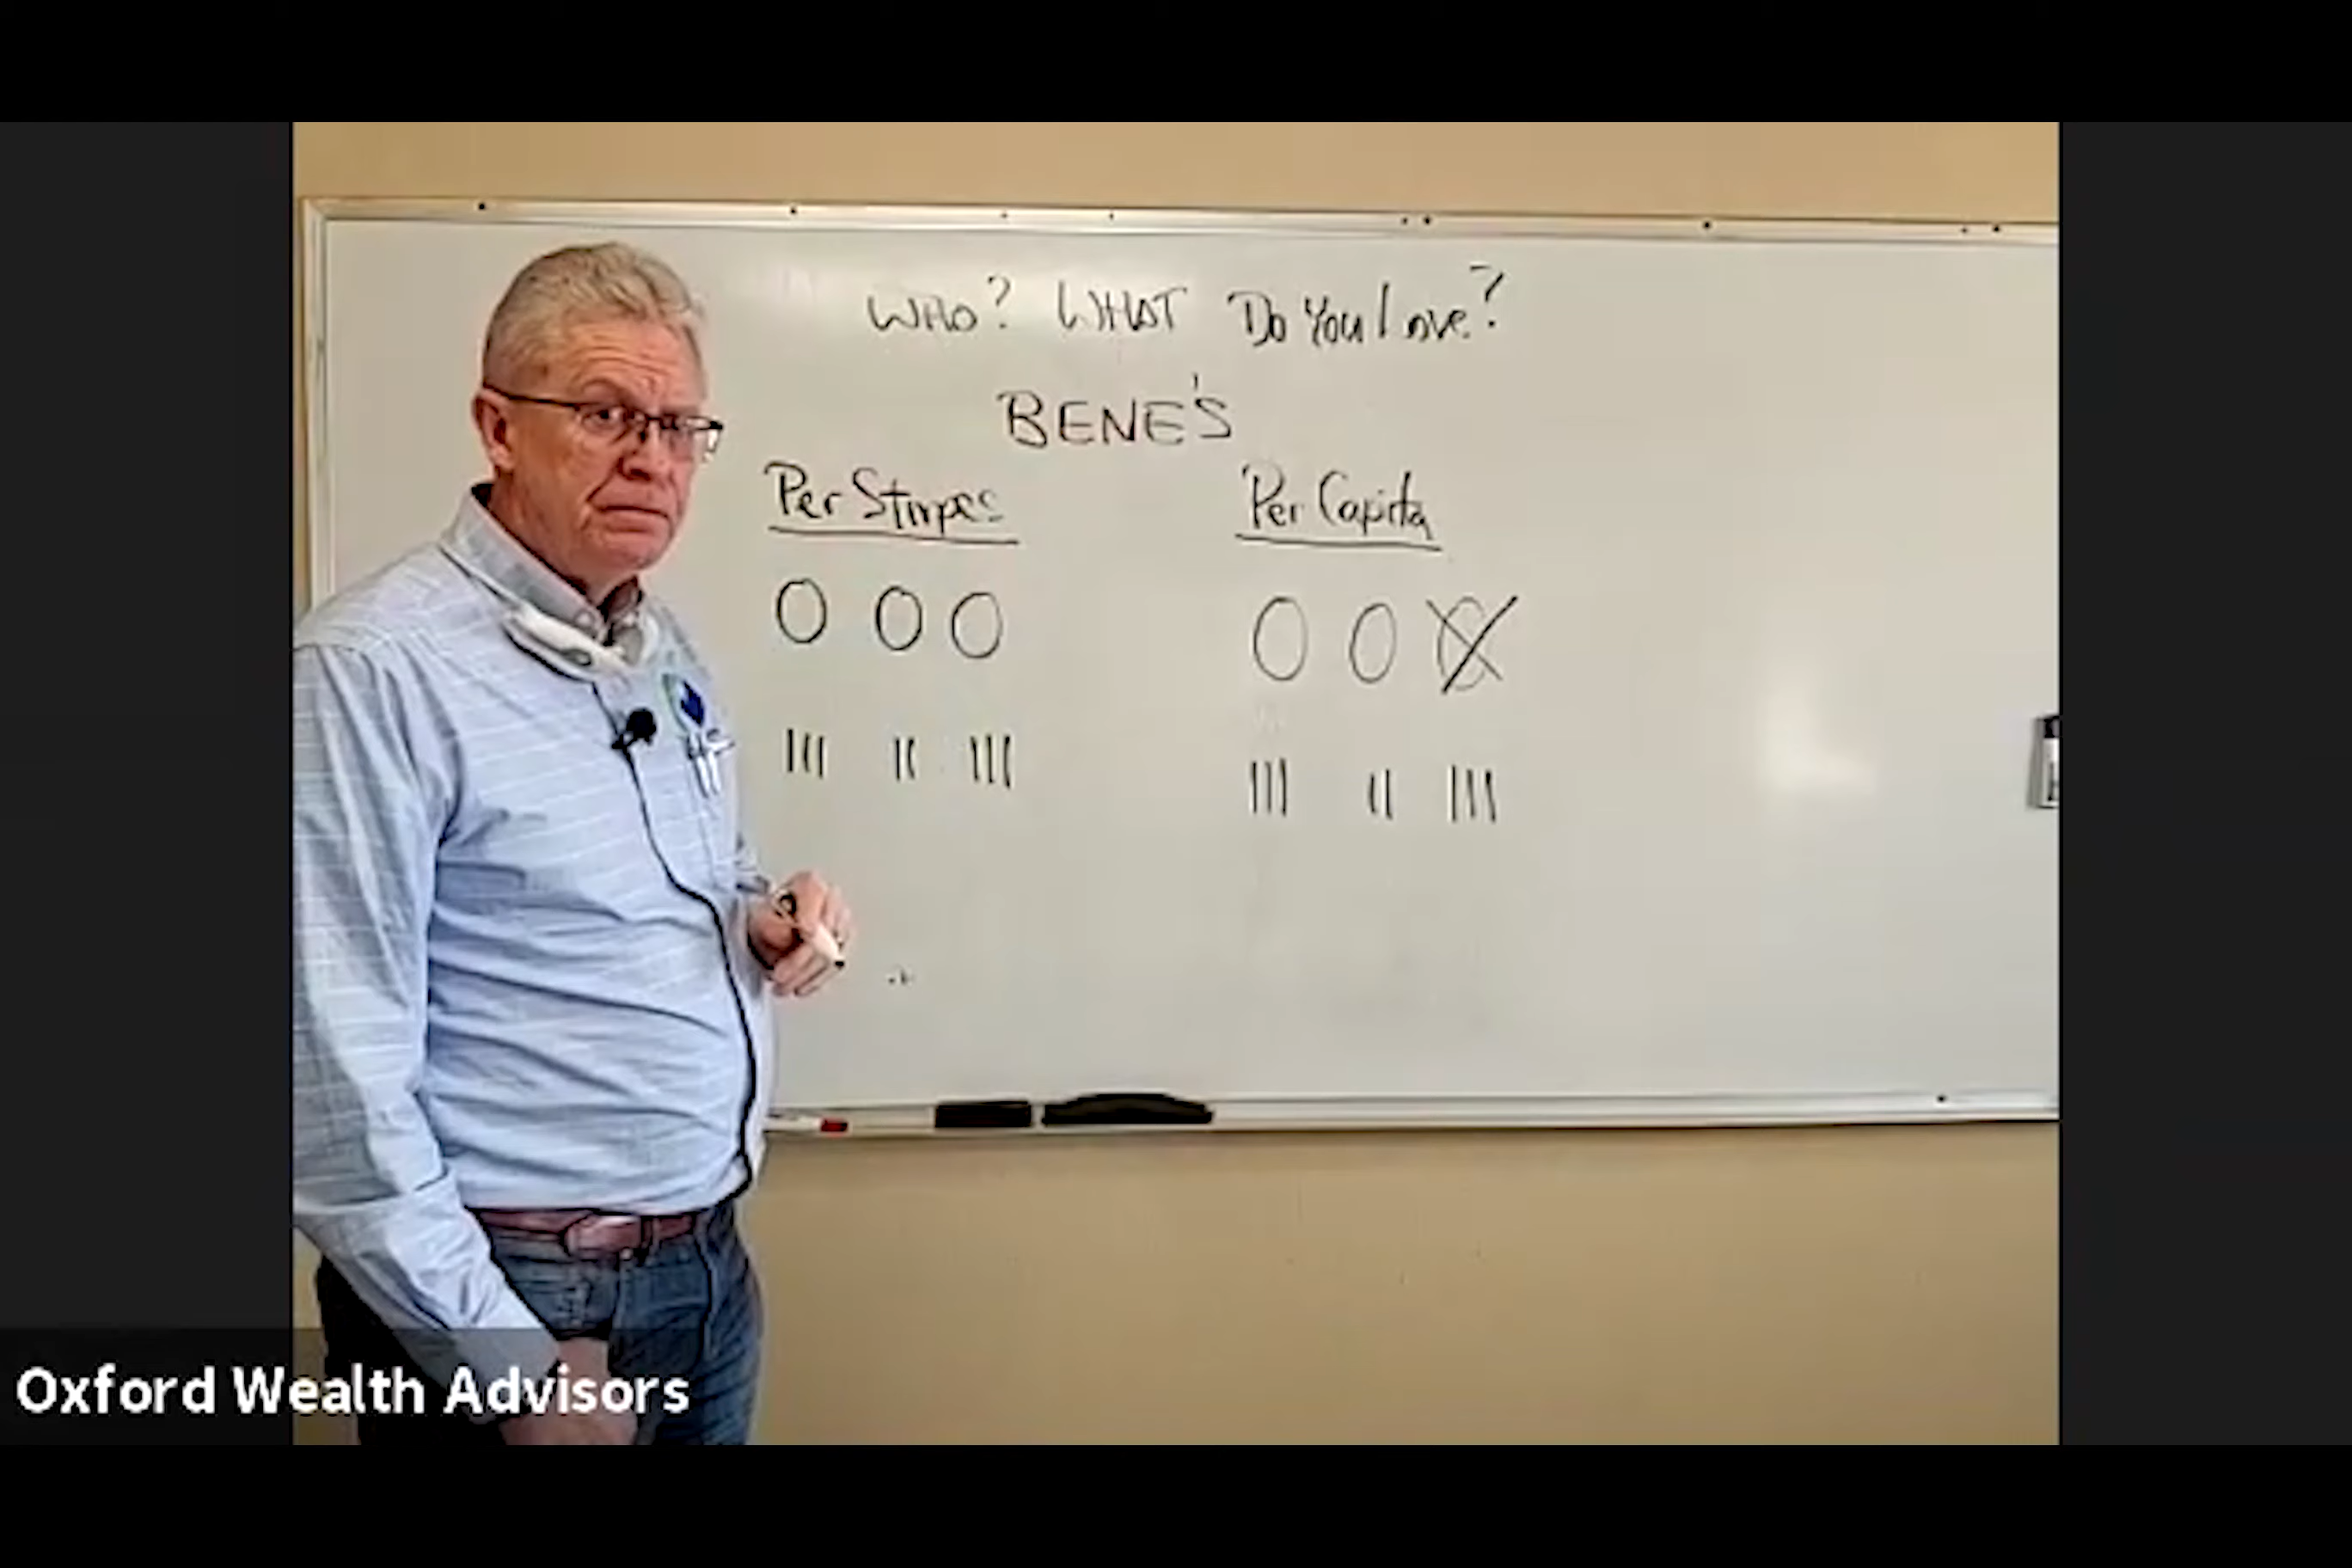 WHO? WHAT Do You Love?
BENE'S
Per Stirpes
Per Capita
Oxford Wealth Advisors